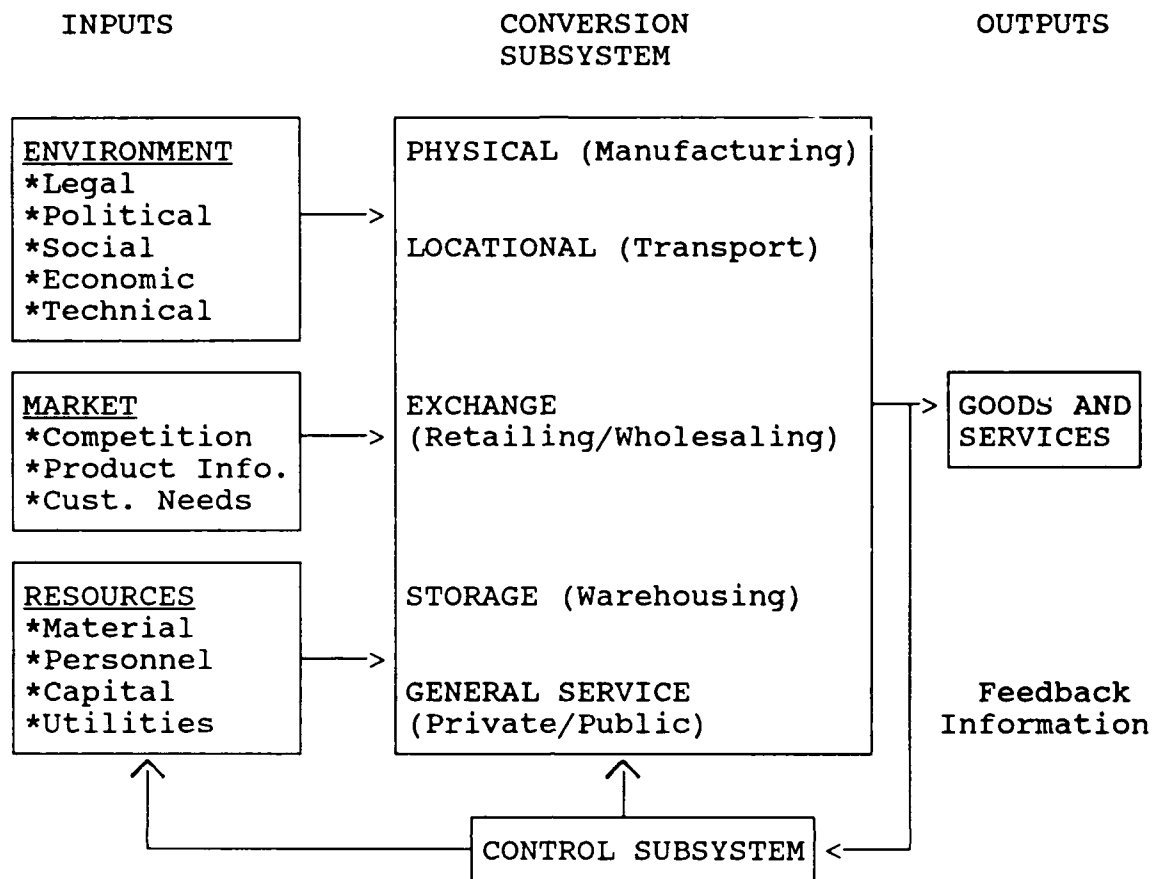 INPUTS
CONVERSION
SUBSYSTEM
OUTPUTS
ENVIRONMENT
*Legal
*Political
*Social
*Economic
*Technical
MARKET
*Competition
*Product Info.
*Cust. Needs
RESOURCES
*Material
*Personnel
*Capital
*Utilities
PHYSICAL (Manufacturing)
LOCATIONAL (Transport)
EXCHANGE
(Retailing/Wholesaling)
STORAGE (Warehousing)
GENERAL SERVICE
(Private/Public)
GOODS AND
SERVICES
Feedback
Information
CONTROL SUBSYSTEM